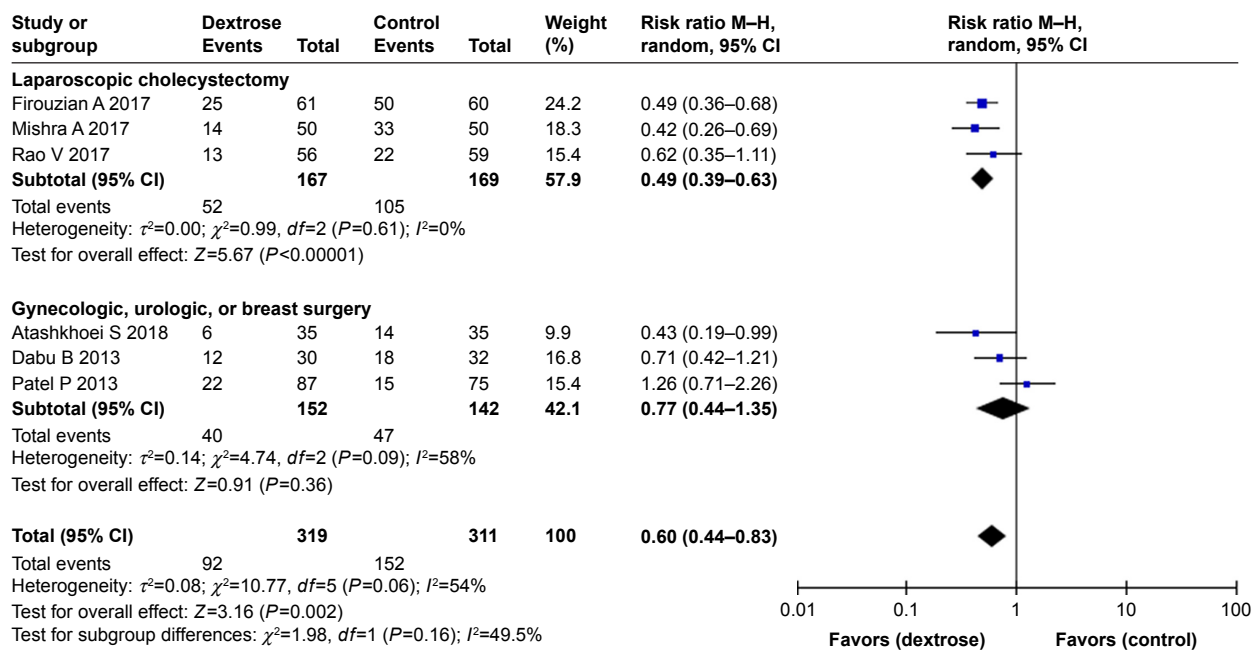 Study or subgroup Dextrose Events Total Control Events Total Weight (%) Risk ratio M–H, random, 95% CI Risk ratio M–H, random, 95% CI
Laparoscopic cholecystectomy
Firouzian A 2017 25 61 50 60 24.2 0.49 (0.36–0.68)
Mishra A 2017 14 50 33 50 18.3 0.42 (0.26–0.69)
Rao V 2017 13 56 22 59 15.4 0.62 (0.35–1.11)
Subtotal (95% CI) 167 169 57.9 0.49 (0.39–0.63)
Total events 52 105
Heterogeneity: τ²=0.00; χ²=0.99, df=2 (P=0.61); I²=0%
Test for overall effect: Z=5.67 (P<0.00001)
Gynecologic, urologic, or breast surgery
Atashkhoei S 2018 6 35 14 35 9.9 0.43 (0.19–0.99)
Dabu B 2013 12 30 18 32 16.8 0.71 (0.42–1.21)
Patel P 2013 22 87 15 75 15.4 1.26 (0.71–2.26)
Subtotal (95% CI) 152 142 42.1 0.77 (0.44–1.35)
Total events 40 47
Heterogeneity: τ²=0.14; χ²=4.74, df=2 (P=0.09); I²=58%
Test for overall effect: Z=0.91 (P=0.36)
Total (95% CI) 319 311 100 0.60 (0.44–0.83)
Total events 92 152
Heterogeneity: τ²=0.08; χ²=10.77, df=5 (P=0.06); I²=54%
Test for overall effect: Z=3.16 (P=0.002)
Test for subgroup differences: χ²=1.98, df=1 (P=0.16); I²=49.5%
0.01 0.1 1 10 100
Favors (dextrose) Favors (control)